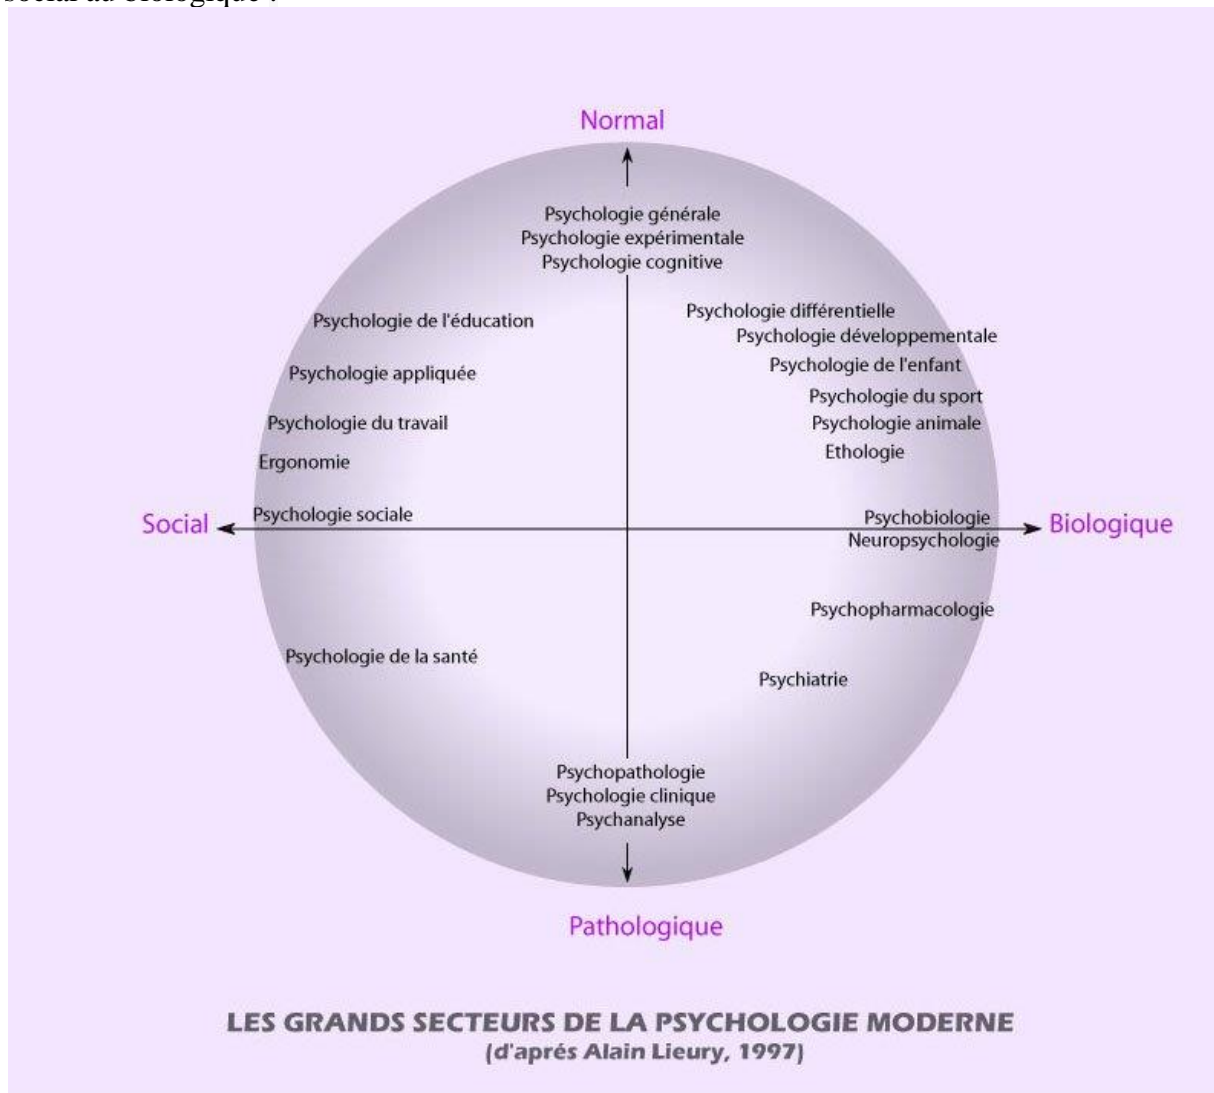 social au biologique :
Normal
Psychologie générale
Psychologie expérimentale
Psychologie cognitive
Psychologie différentielle
Psychologie de l'éducation
Psychologie développementale
Psychologie de l'enfant
Psychologie appliquée
Psychologie du sport
Psychologie du travail
Psychologie animale
Ethologie
Ergonomie
Psychologie sociale
Psychobiologie
Social
Biologique
Neuropsychologie
Psychopharmacologie
Psychologie de la santé
Psychiatrie
Psychopathologie
Psychologie clinique
Psychanalyse
Pathologique
LES GRANDS SECTEURS DE LA PSYCHOLOGIE MODERNE
(d'aprés Alain Lieury, 1997)